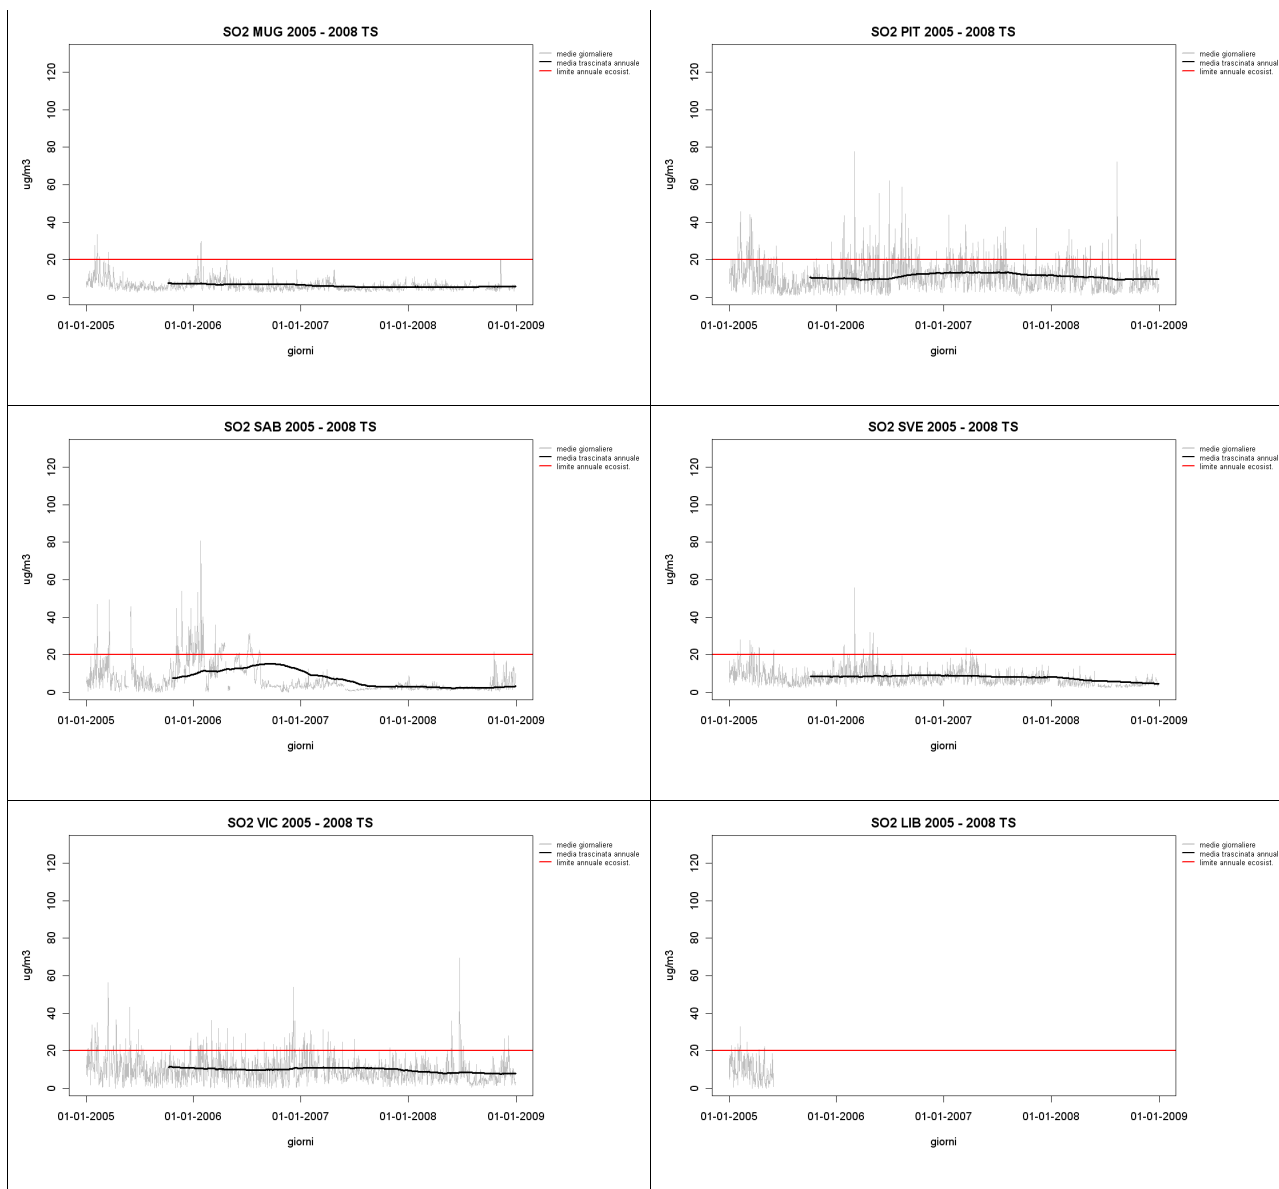 SO2 MUG 2005 - 2008 TS
medie giornaliere
media trascinata annuale
limite annuale ecosist.
ug/m3
120
100
80
60
40
20
0
01-01-2005 01-01-2006 01-01-2007 01-01-2008 01-01-2009
giorni
SO2 PIT 2005 - 2008 TS
medie giornaliere
media trascinata annual
limite annuale ecosist.
ug/m3
120
100
80
60
40
20
0
01-01-2005 01-01-2006 01-01-2007 01-01-2008 01-01-2009
giorni
SO2 SAB 2005 - 2008 TS
medie giornaliere
media trascinata annuale
limite annuale ecosist.
ug/m3
120
100
80
60
40
20
0
01-01-2005 01-01-2006 01-01-2007 01-01-2008 01-01-2009
giorni
SO2 SVE 2005 - 2008 TS
medie giornaliere
media trascinata annual
limite annuale ecosist.
ug/m3
120
100
80
60
40
20
0
01-01-2005 01-01-2006 01-01-2007 01-01-2008 01-01-2009
giorni
SO2 VIC 2005 - 2008 TS
medie giornaliere
media trascinata annuale
limite annuale ecosist.
ug/m3
120
100
80
60
40
20
0
01-01-2005 01-01-2006 01-01-2007 01-01-2008 01-01-2009
giorni
SO2 LIB 2005 - 2008 TS
medie giornaliere
media trascinata annual
limite annuale ecosist.
ug/m3
120
100
80
60
40
20
0
01-01-2005 01-01-2006 01-01-2007 01-01-2008 01-01-2009
giorni